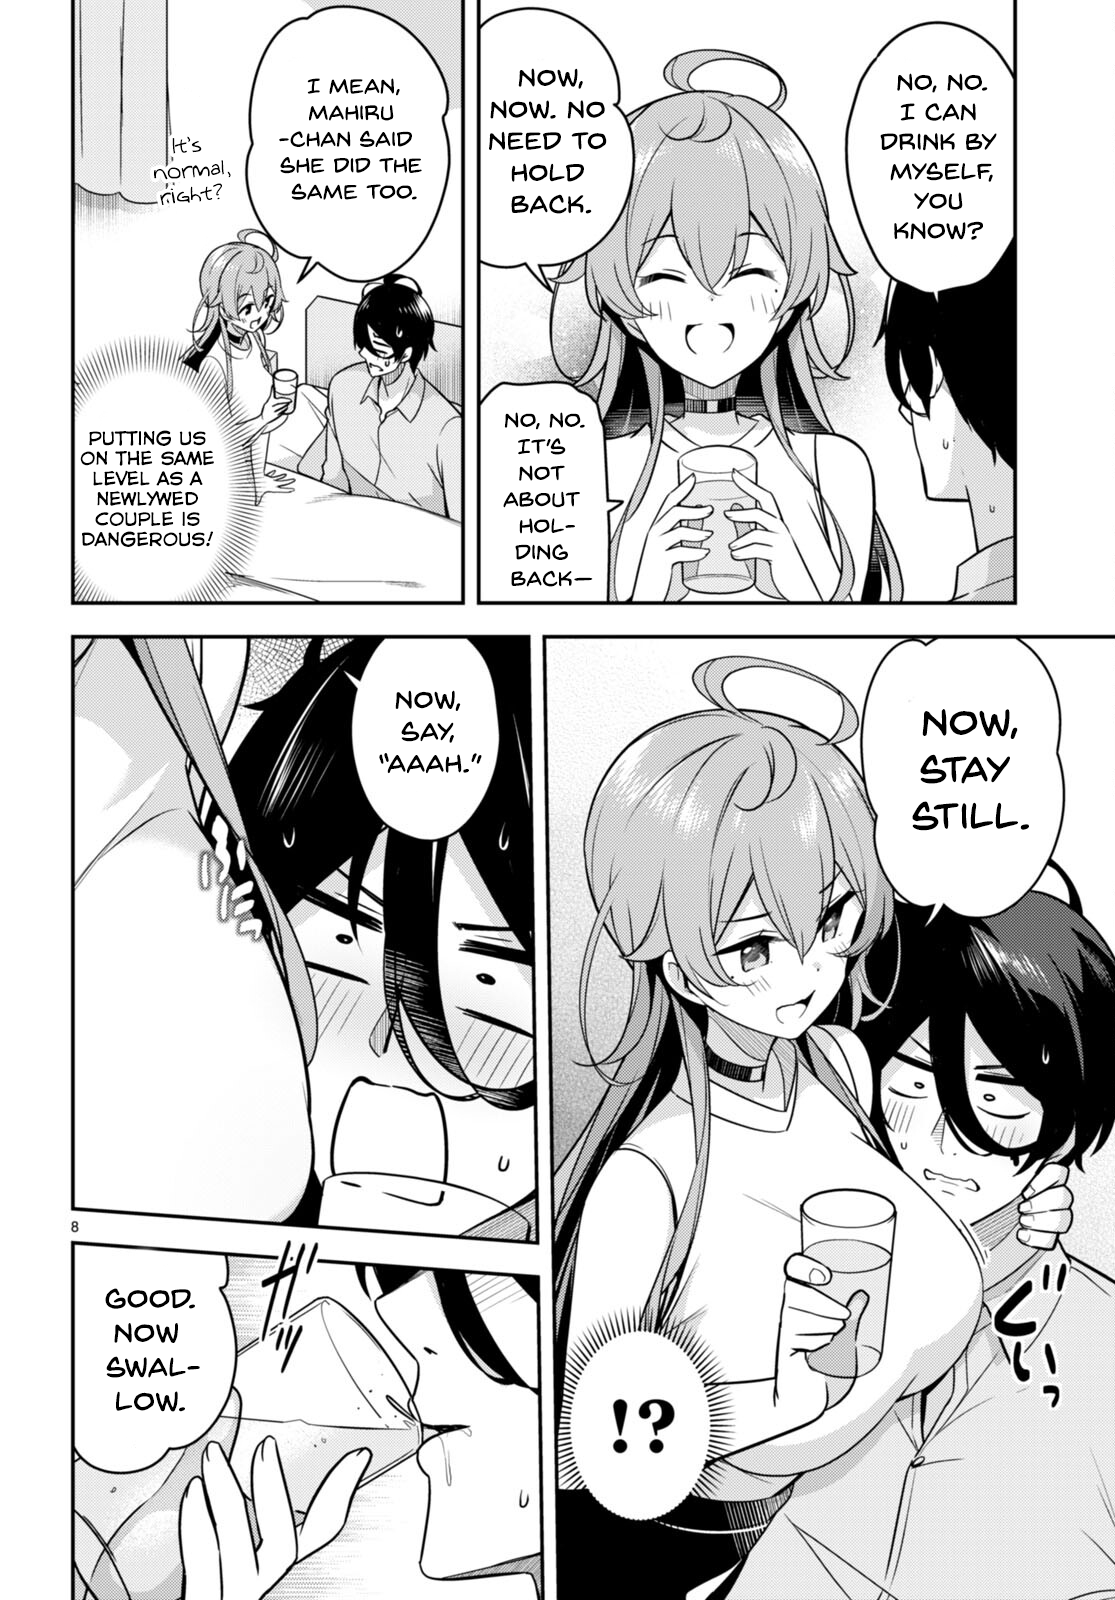 NO, NO.
I CAN
DRINK BY
MYSELF,
YOU
KNOW?
NOW,
NOW. NO
NEED TO
HOLD
BACK.
NO, NO.
IT'S
NOT
ABOUT
HOL-
DING
BACK—
I MEAN,
MAHIRU
-CHAN SAID
SHE DID THE
SAME TOO.
It's
normal,
right?
PUTTING US
ON THE SAME
LEVEL AS A
NEWLYWED
COUPLE IS
DANGEROUS!
NOW,
STAY
STILL.
ぐいっ
!?
NOW,
SAY,
"AAAH."
8
GOOD.
NOW
SWAL-
LOW.